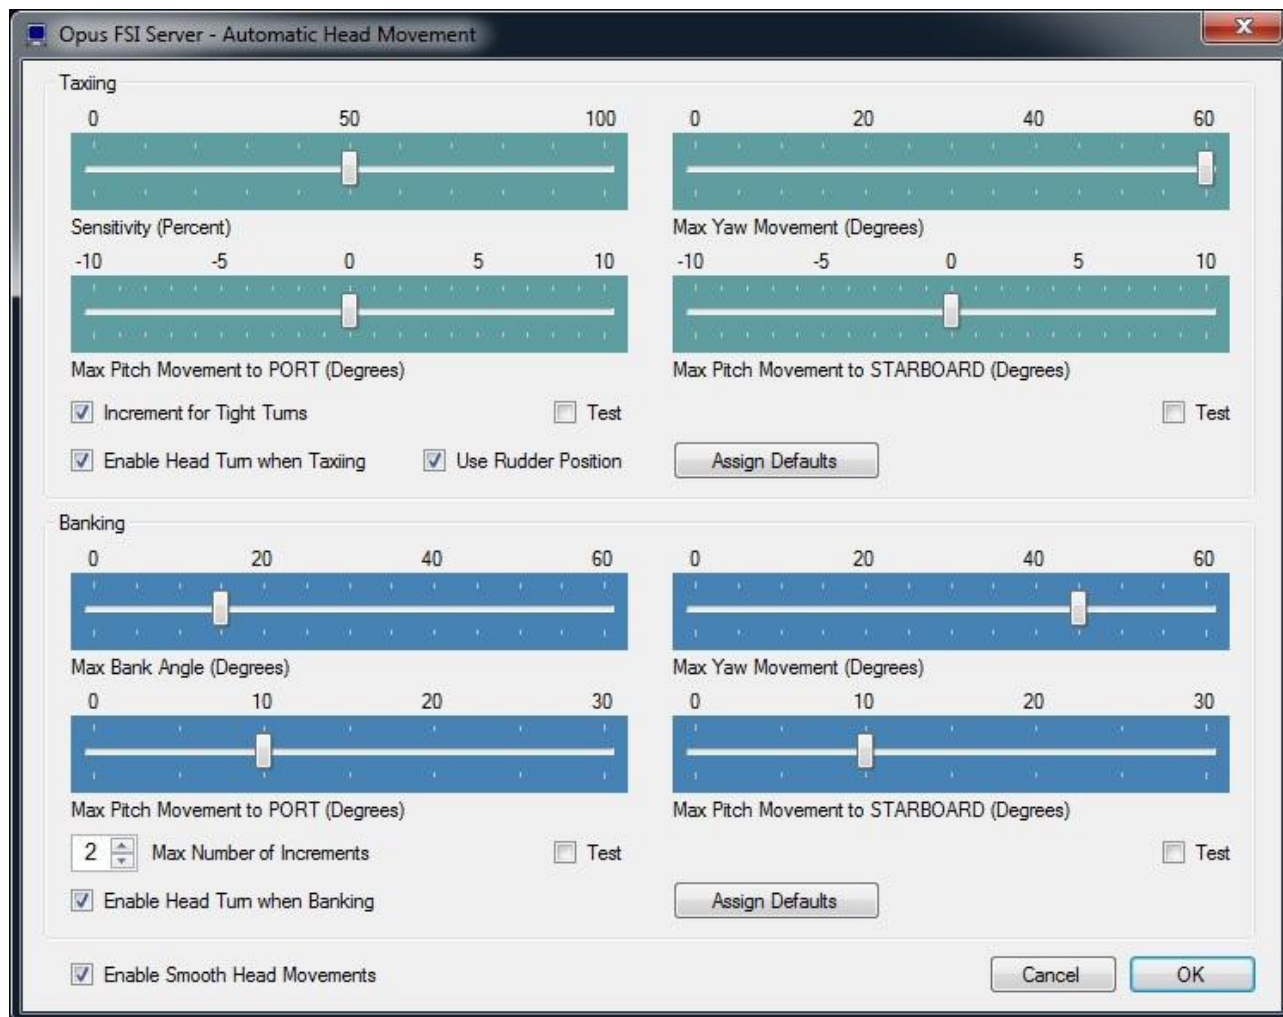 Opus FSI Server - Automatic Head Movement
Taxiing
0 50 100
0 20 40 60
Sensitivity (Percent)
Max Yaw Movement (Degrees)
-10 -5 0 5 10
-10 -5 0 5 10
Max Pitch Movement to PORT (Degrees)
Max Pitch Movement to STARBOARD (Degrees)
Increment for Tight Turns
Test
Test
Enable Head Turn when Taxiing
Use Rudder Position
Assign Defaults
Banking
0 20 40 60
0 20 40 60
Max Bank Angle (Degrees)
Max Yaw Movement (Degrees)
0 10 20 30
0 10 20 30
Max Pitch Movement to PORT (Degrees)
Max Pitch Movement to STARBOARD (Degrees)
2 Max Number of Increments
Test
Test
Enable Head Turn when Banking
Assign Defaults
Enable Smooth Head Movements
Cancel
OK